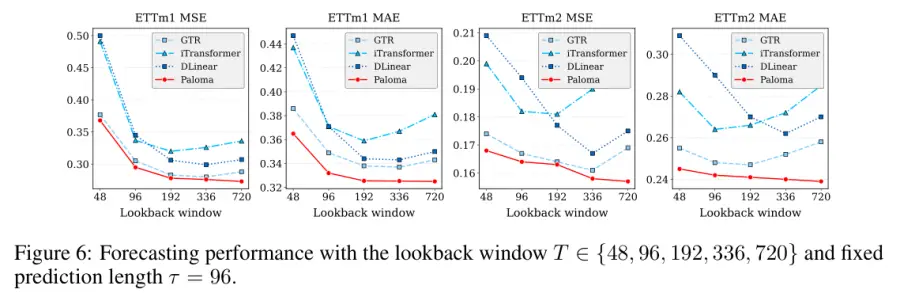 ETTm1 MSE
0.50
0.45
0.40
0.35
0.30
48 96 192 336 720
Lookback window
GTR
iTransformer
DLinear
Paloma
ETTm1 MAE
0.44
0.42
0.40
0.38
0.36
0.34
0.32
48 96 192 336 720
Lookback window
GTR
iTransformer
DLinear
Paloma
ETTm2 MSE
0.21
0.20
0.19
0.18
0.17
0.16
48 96 192 336 720
Lookback window
GTR
iTransformer
DLinear
Paloma
ETTm2 MAE
0.30
0.28
0.26
0.24
48 96 192 336 720
Lookback window
GTR
iTransformer
DLinear
Paloma
Figure 6: Forecasting performance with the lookback window T ∈ {48, 96, 192, 336, 720} and fixed
prediction length τ = 96.